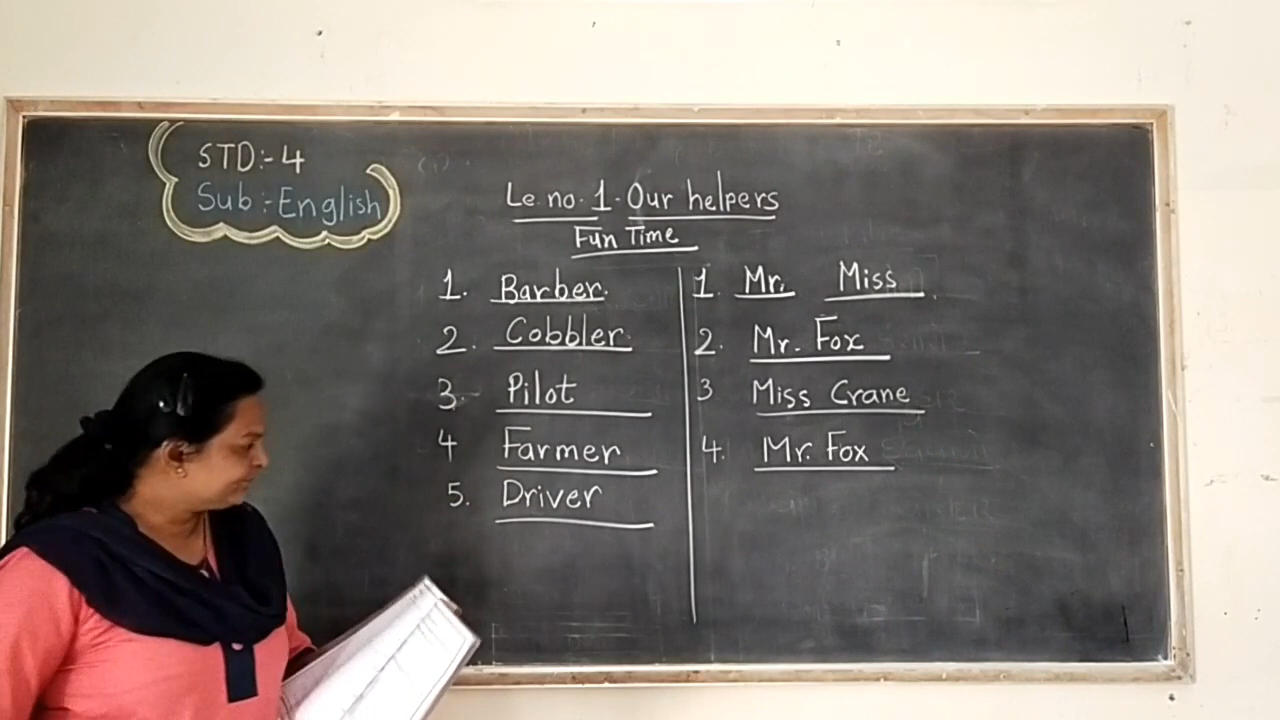 STD:- 4
Sub :- English
Le. no. 1. Our helpers
Fun Time
1. Barber.
2. Cobbler.
3. Pilot
4 Farmer
5. Driver
1. Mr. Miss
2. Mr. Fox
3 Miss Crane
4. Mr. Fox